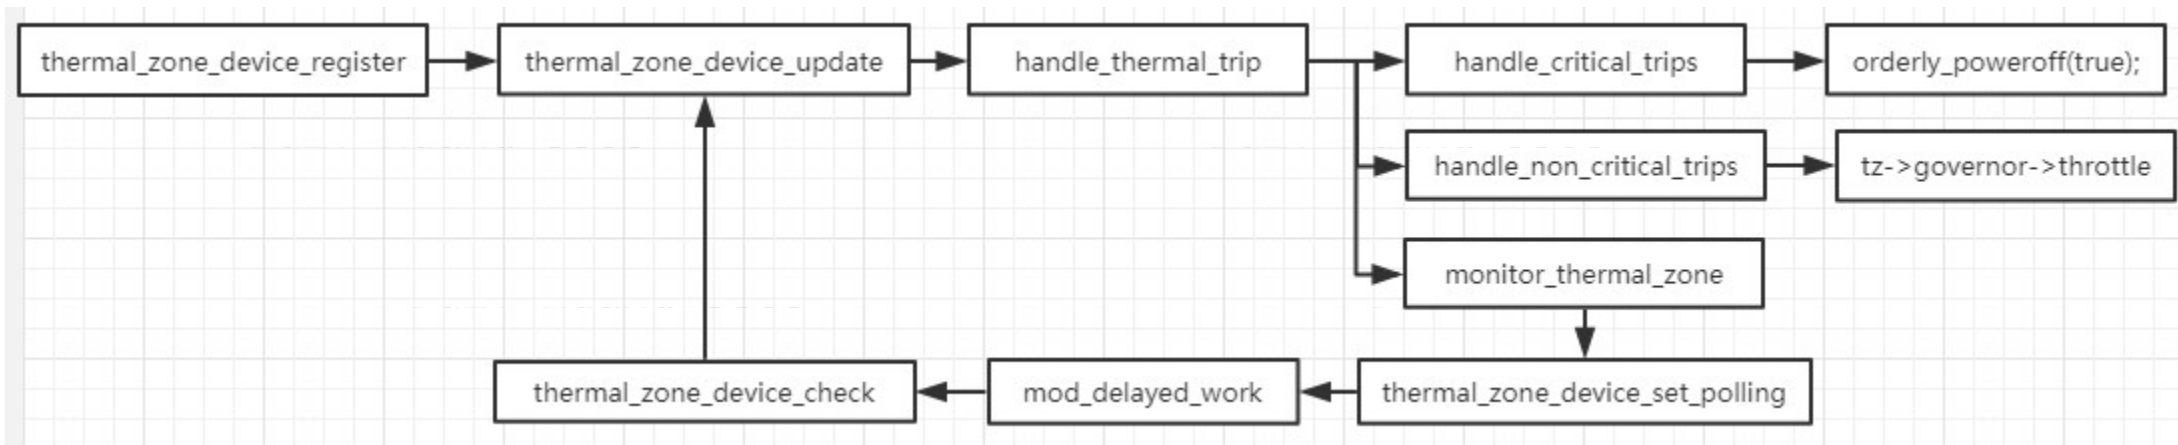 thermal_zone_device_register
thermal_zone_device_update
handle_thermal_trip
handle_critical_trips
orderly_poweroff(true);
handle_non_critical_trips
tz->governor->throttle
monitor_thermal_zone
thermal_zone_device_check
mod_delayed_work
thermal_zone_device_set_polling